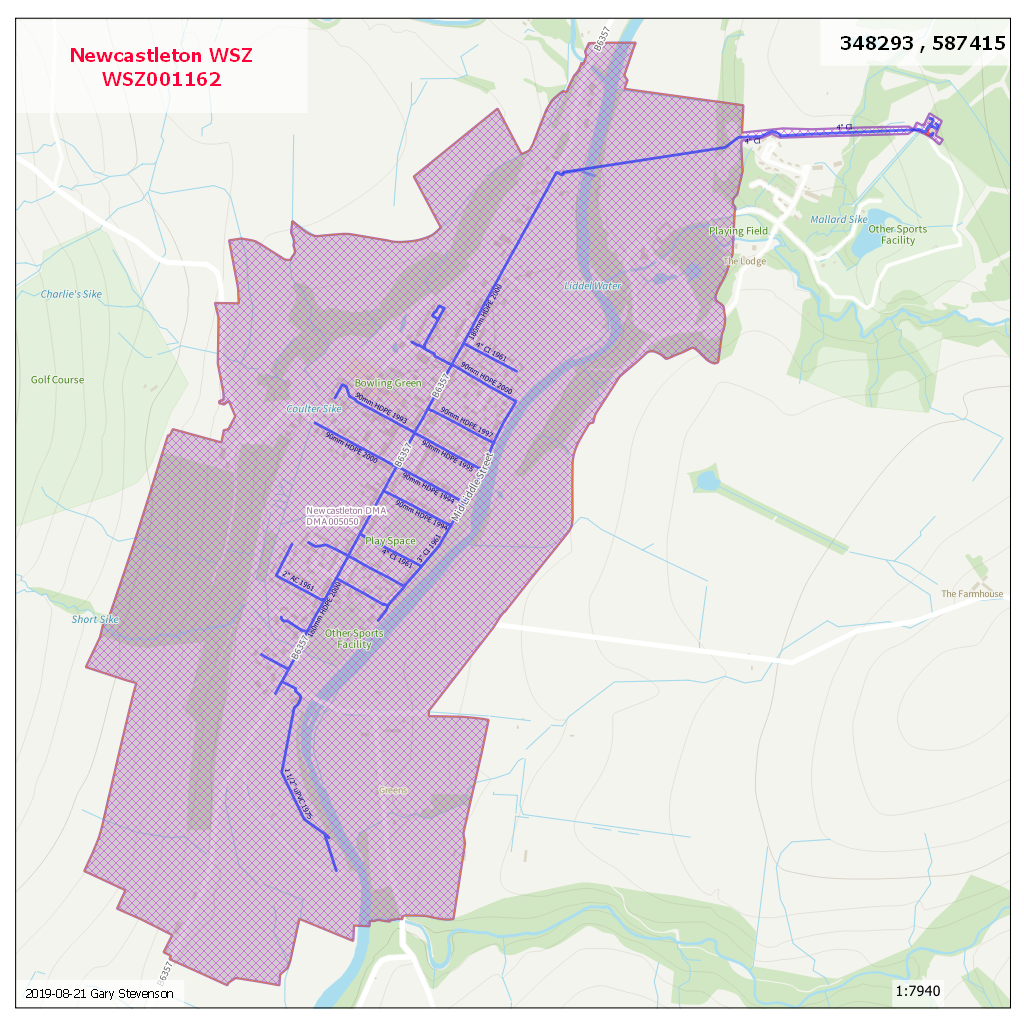 Newcastleton WSZ
WSZ001162
348293 , 587415
B6357
4" CI
4" CI
Mallard Sike
Playing Field
Other Sports
Facility
The Lodge
Liddel Water
Charlie's Sike
180mm HDPE 2000
4" CI 1961
Golf Course
Bowling Green
90mm HDPE 2000
B6357
Coulter Sike
90mm HDPE 1993
90mm HDPE 1997
90mm HDPE 2000
B6357
90mm HDPE 1995
Mid Liddle Street
90mm HDPE 1994
Newcastleton DMA
DMA005050
90mm HDPE 1994
Play Space
4" CI 1961
3" CI 1961
2" AC 1961
180mm HDPE 2000
The Farmhouse
Short Sike
Other Sports
Facility
B6357
1 1/2" uPVC 1975
Greens
B6357
2019-08-21 Gary Stevenson
1:7940